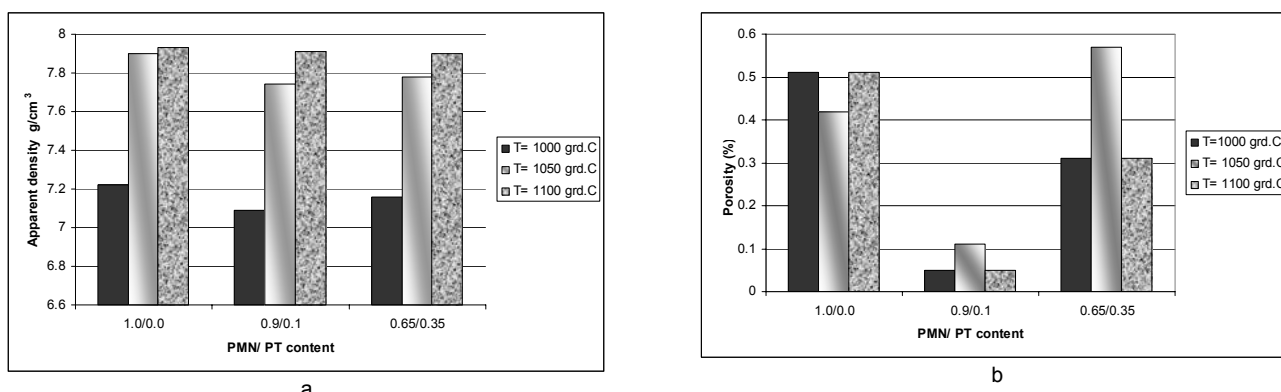 8
7.8
7.6
7.4
7.2
7
6.8
6.6
Apparent density g/cm³
1.0/0.0 0.9/0.1 0.65/0.35
PMN/ PT content
T= 1000 grd.C
T= 1050 grd.C
T= 1100 grd.C
a
0.6
0.5
0.4
0.3
0.2
0.1
0
Porosity (%)
1.0/0.0 0.9/0.1 0.65/0.35
PMN/ PT content
T=1000 grd.C
T= 1050 grd.C
T= 1100 grd.C
b